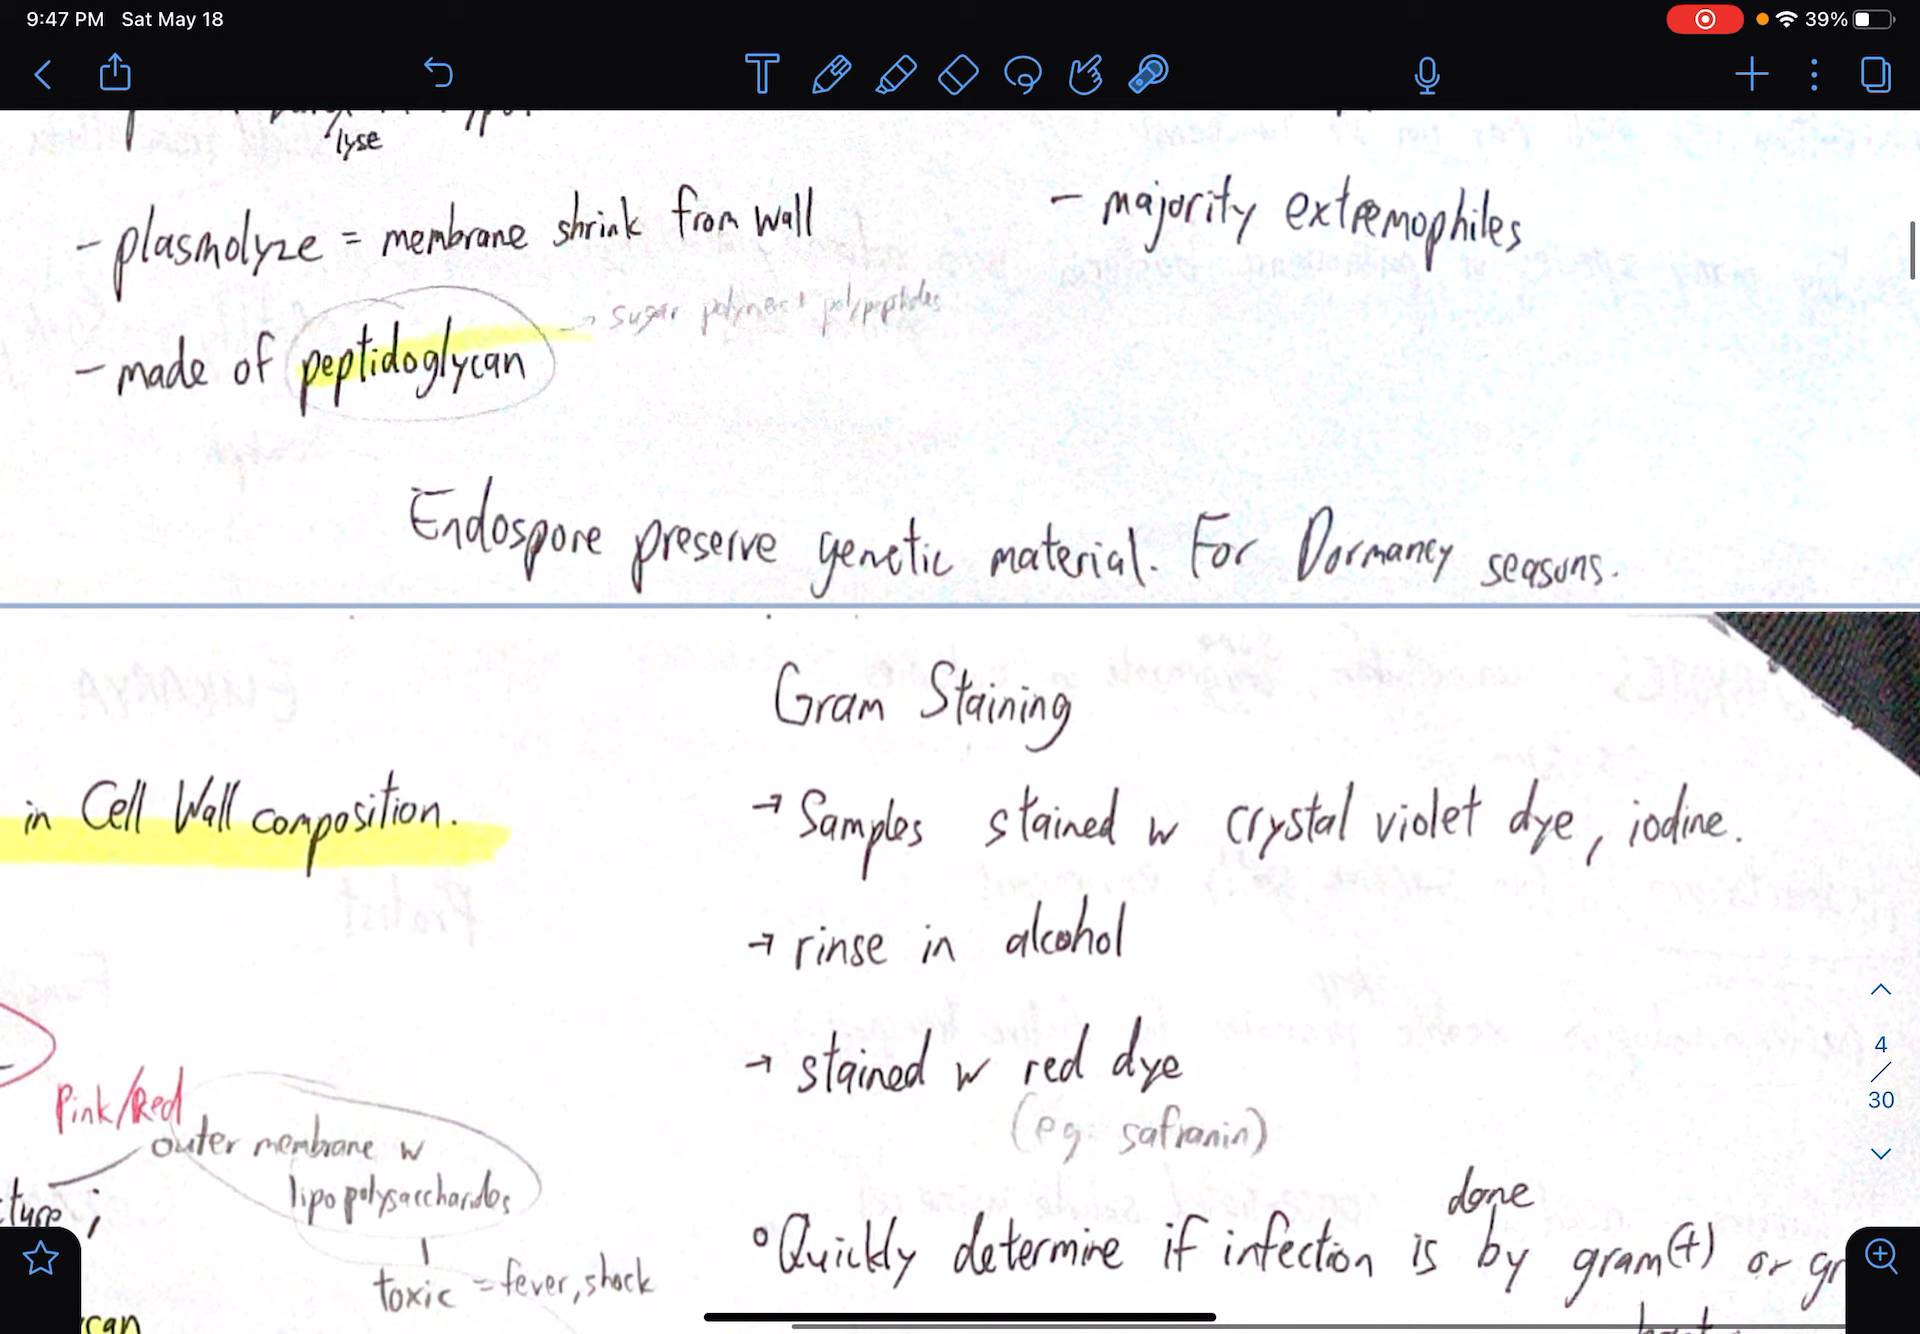 9:47 PM Sat May 18
39%
lyse
- plasmolyze = membrane shrink from wall
- majority extremophiles
- made of peptidoglycan → sugar polymer + polypeptides
Endospore preserve genetic material. For Dormancy seasons.
Gram Staining
in Cell Wall composition.
→ Samples stained w crystal violet dye, iodine.
→ rinse in alcohol
→ stained w red dye
(eg. safranin)
Pink/Red
outer membrane w
lipopolysaccharides
toxic = fever, shock
done
° Quickly determine if infection is by gram(+) or gr
4
/
30